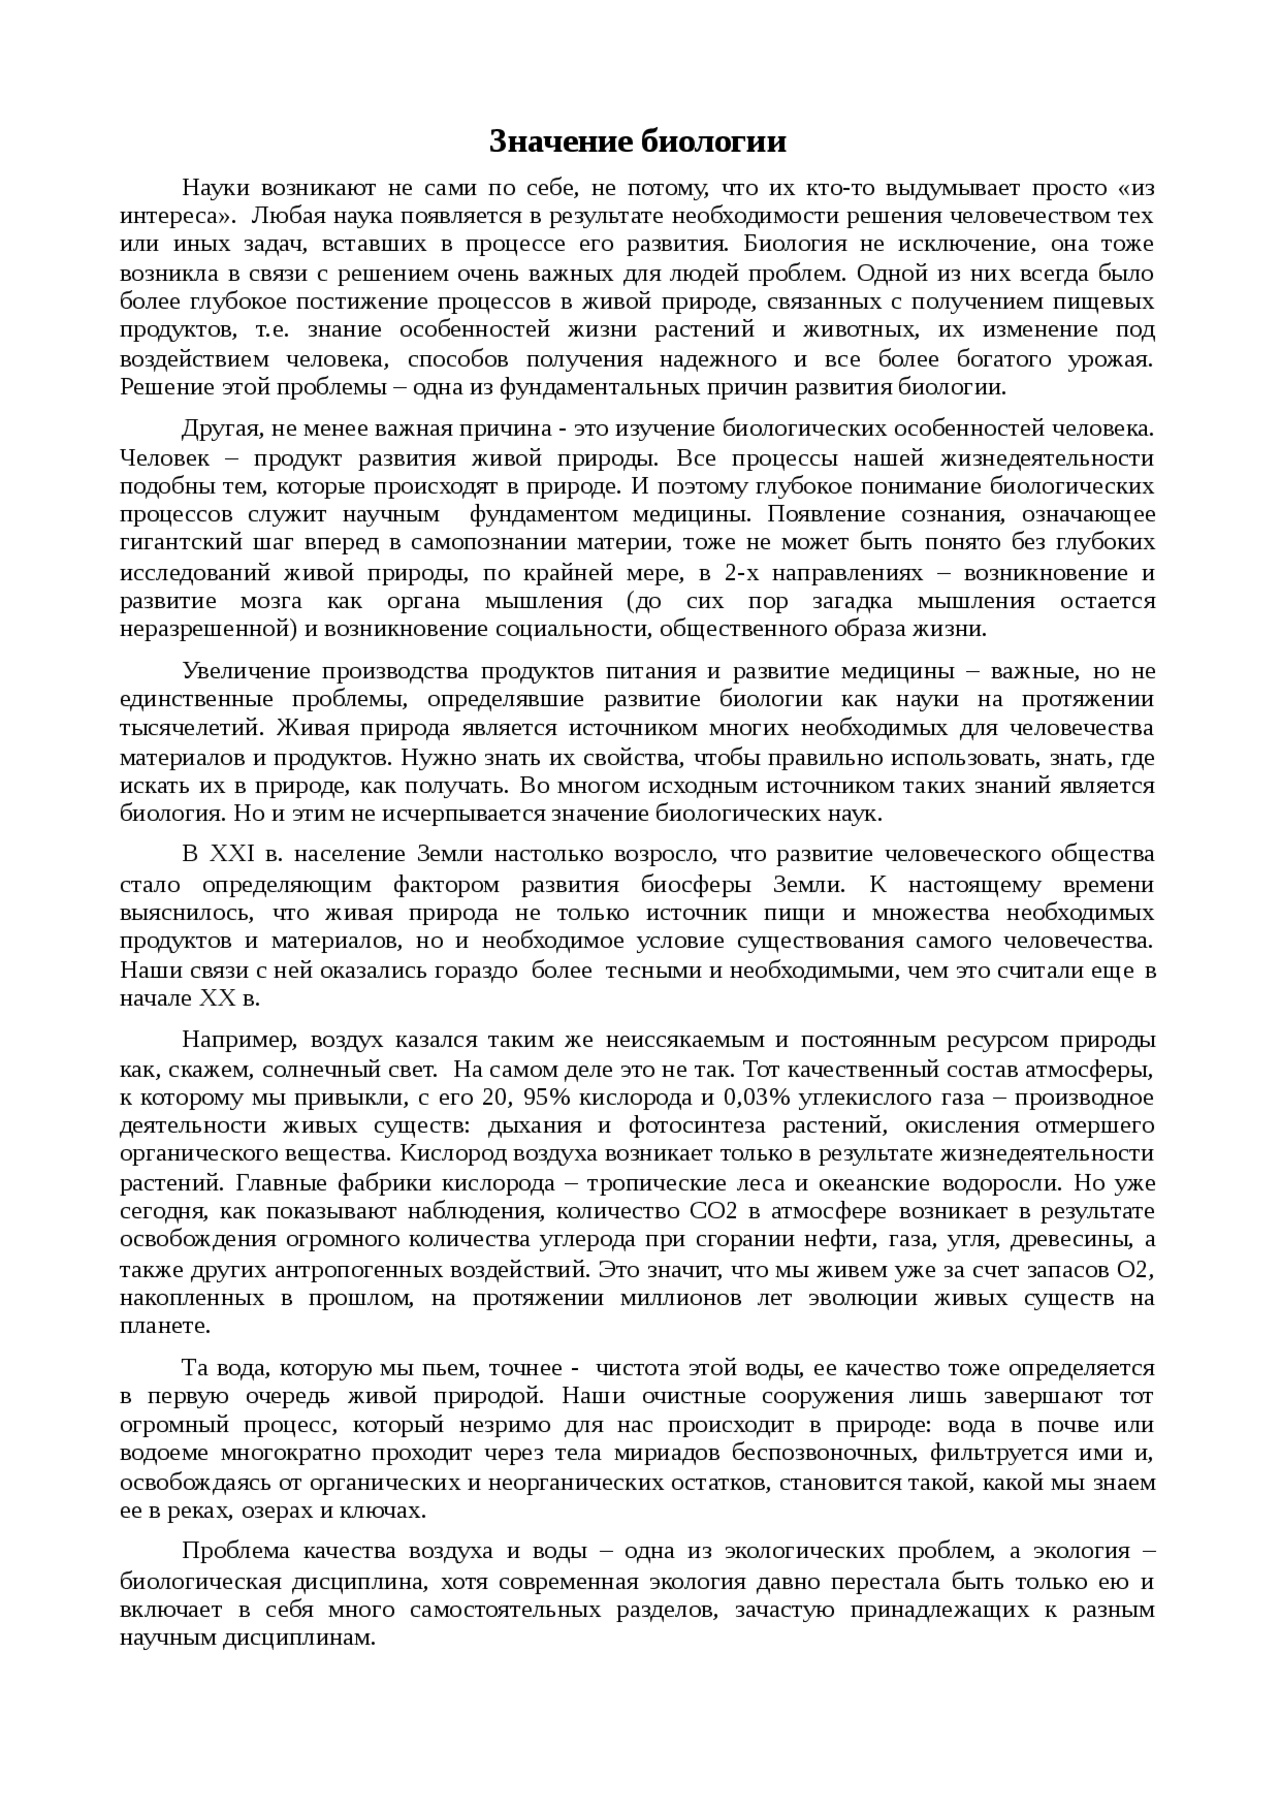 Значение биологии
Науки возникают не сами по себе, не потому, что их кто-то выдумывает просто «из
интереса».  Любая наука появляется в результате необходимости решения человечеством тех
или иных задач, вставших в процессе его развития. Биология не исключение, она тоже
возникла в связи с решением очень важных для людей проблем. Одной из них всегда было
более глубокое постижение процессов в живой природе, связанных с получением пищевых
продуктов, т.е. знание особенностей жизни растений и животных, их изменение под
воздействием человека, способов получения надежного и все более богатого урожая.
Решение этой проблемы – одна из фундаментальных причин развития биологии.
Другая, не менее важная причина - это изучение биологических особенностей человека.
Человек – продукт развития живой природы. Все процессы нашей жизнедеятельности
подобны тем, которые происходят в природе. И поэтому глубокое понимание биологических
процессов служит научным  фундаментом медицины. Появление сознания, означающее
гигантский шаг вперед в самопознании материи, тоже не может быть понято без глубоких
исследований живой природы, по крайней мере, в 2-х направлениях – возникновение и
развитие мозга как органа мышления (до сих пор загадка мышления остается
неразрешенной) и возникновение социальности, общественного образа жизни.
Увеличение производства продуктов питания и развитие медицины – важные, но не
единственные проблемы, определявшие развитие биологии как науки на протяжении
тысячелетий. Живая природа является источником многих необходимых для человечества
материалов и продуктов. Нужно знать их свойства, чтобы правильно использовать, знать, где
искать их в природе, как получать. Во многом исходным источником таких знаний является
биология. Но и этим не исчерпывается значение биологических наук.
В XXI в. население Земли настолько возросло, что развитие человеческого общества
стало определяющим фактором развития биосферы Земли. К настоящему времени
выяснилось, что живая природа не только источник пищи и множества необходимых
продуктов и материалов, но и необходимое условие существования самого человечества.
Наши связи с ней оказались гораздо  более  тесными и необходимыми, чем это считали еще в
начале XX в.
Например, воздух казался таким же неиссякаемым и постоянным ресурсом природы
как, скажем, солнечный свет.  На самом деле это не так. Тот качественный состав атмосферы,
к которому мы привыкли, с его 20, 95% кислорода и 0,03% углекислого газа – производное
деятельности живых существ: дыхания и фотосинтеза растений, окисления отмершего
органического вещества. Кислород воздуха возникает только в результате жизнедеятельности
растений. Главные фабрики кислорода – тропические леса и океанские водоросли. Но уже
сегодня, как показывают наблюдения, количество СО2 в атмосфере возникает в результате
освобождения огромного количества углерода при сгорании нефти, газа, угля, древесины, а
также других антропогенных воздействий. Это значит, что мы живем уже за счет запасов О2,
накопленных в прошлом, на протяжении миллионов лет эволюции живых существ на
планете.
Та вода, которую мы пьем, точнее -  чистота этой воды, ее качество тоже определяется
в первую очередь живой природой. Наши очистные сооружения лишь завершают тот
огромный процесс, который незримо для нас происходит в природе: вода в почве или
водоеме многократно проходит через тела мириадов беспозвоночных, фильтруется ими и,
освобождаясь от органических и неорганических остатков, становится такой, какой мы знаем
ее в реках, озерах и ключах.
Проблема качества воздуха и воды – одна из экологических проблем, а экология –
биологическая дисциплина, хотя современная экология давно перестала быть только ею и
включает в себя много самостоятельных разделов, зачастую принадлежащих к разным
научным дисциплинам.